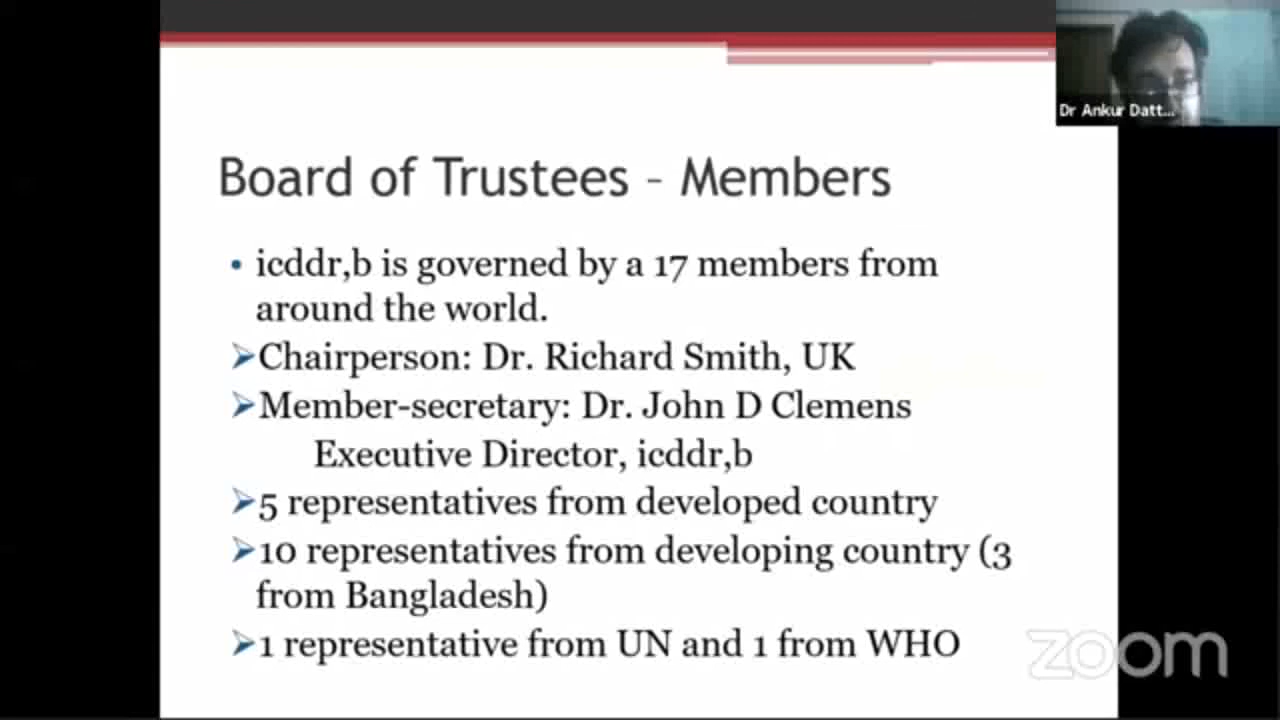 Dr Ankur Datt...
Board of Trustees – Members
• icddr,b is governed by a 17 members from
around the world.
➢Chairperson: Dr. Richard Smith, UK
➢Member-secretary: Dr. John D Clemens
Executive Director, icddr,b
➢5 representatives from developed country
➢10 representatives from developing country (3
from Bangladesh)
➢1 representative from UN and 1 from WHO
zoom